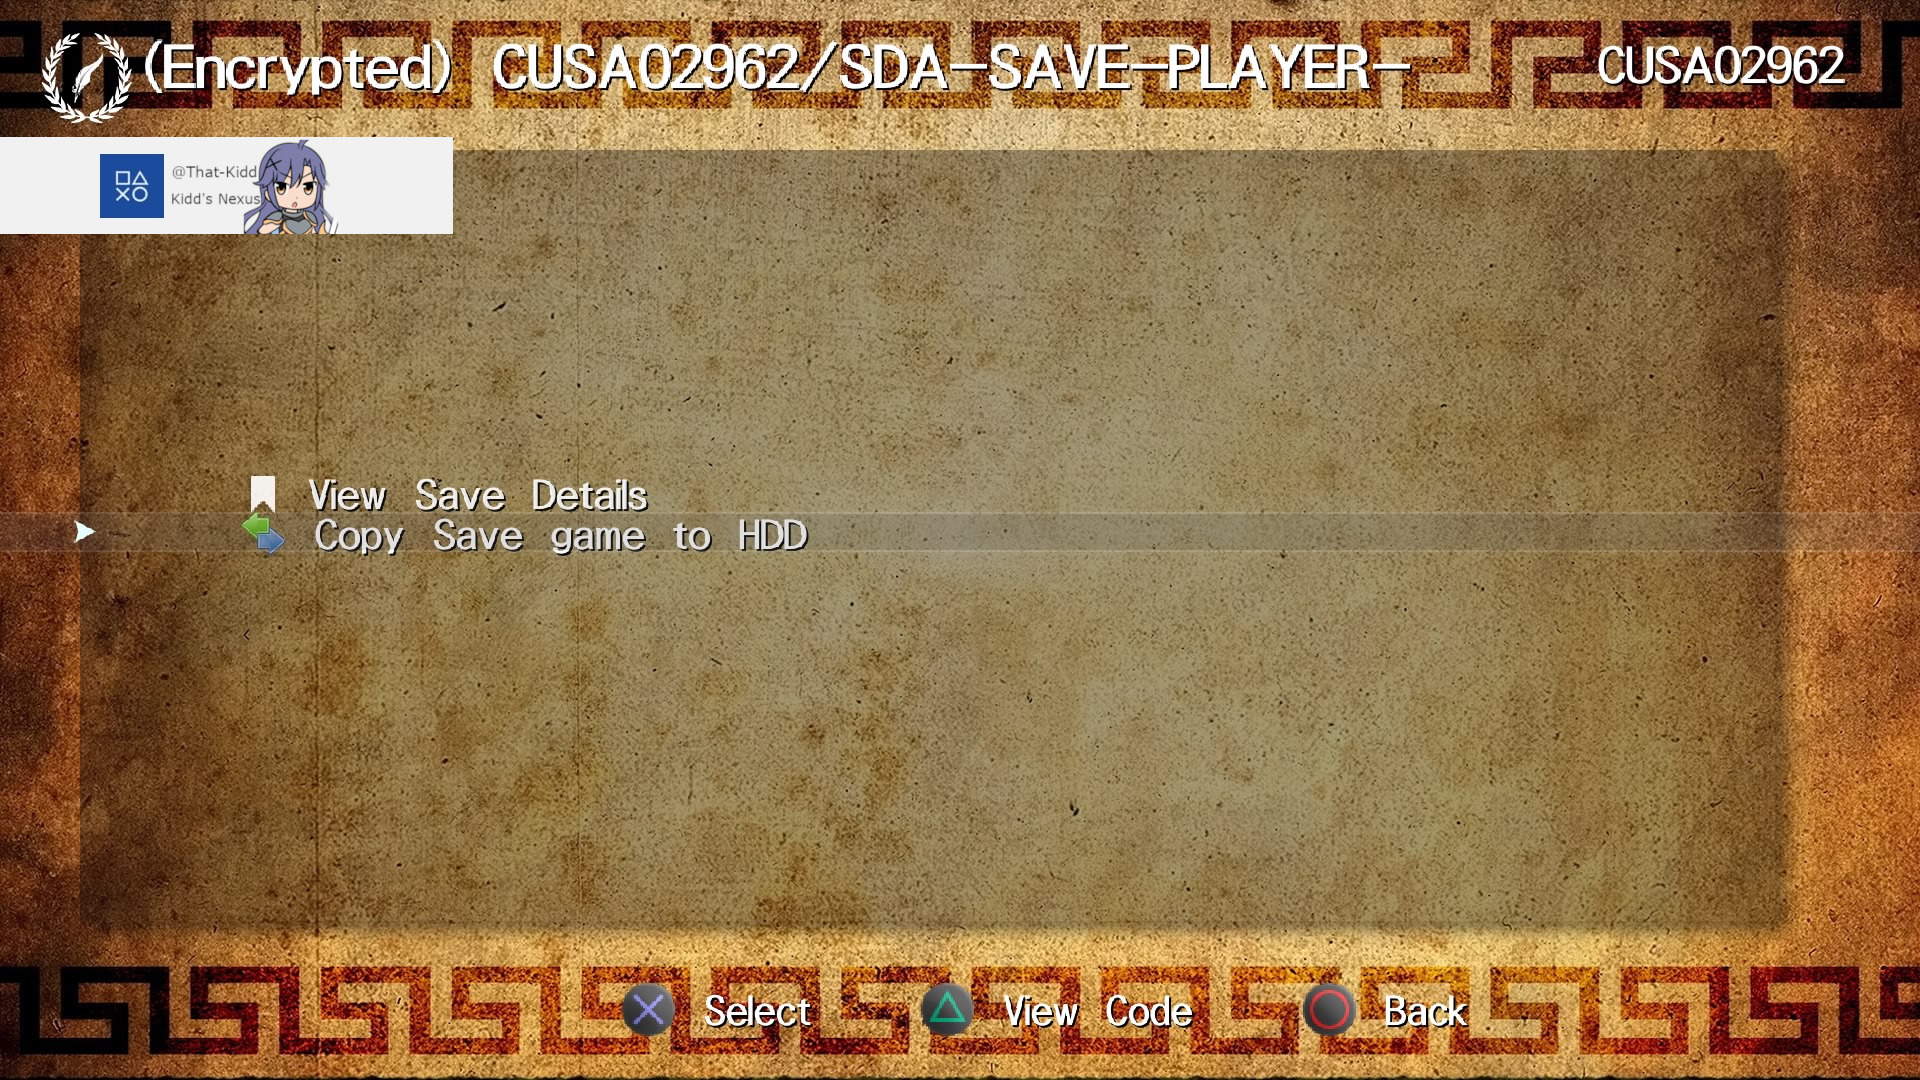 (Encrypted) CUSA02962/SDA-SAVE-PLAYER- CUSA02962
@That-Kidd
Kidd's Nexus
View Save Details
Copy Save game to HDD
Select View Code Back